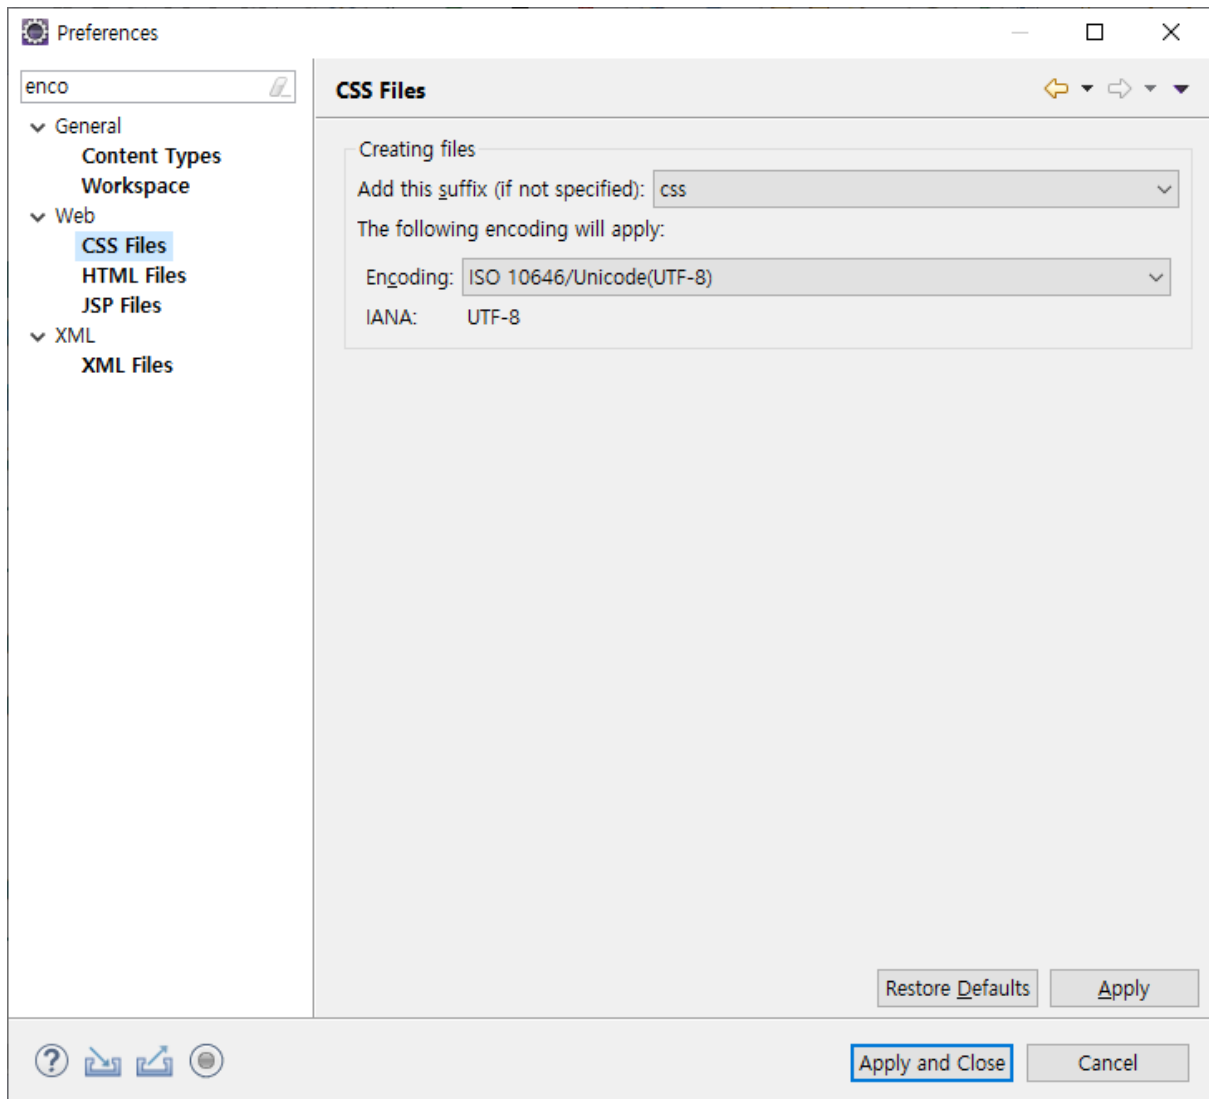 Preferences
enco
General
Content Types
Workspace
Web
CSS Files
HTML Files
JSP Files
XML
XML Files
CSS Files
Creating files
Add this suffix (if not specified): css
The following encoding will apply:
Encoding: ISO 10646/Unicode(UTF-8)
IANA: UTF-8
Restore Defaults Apply
Apply and Close Cancel